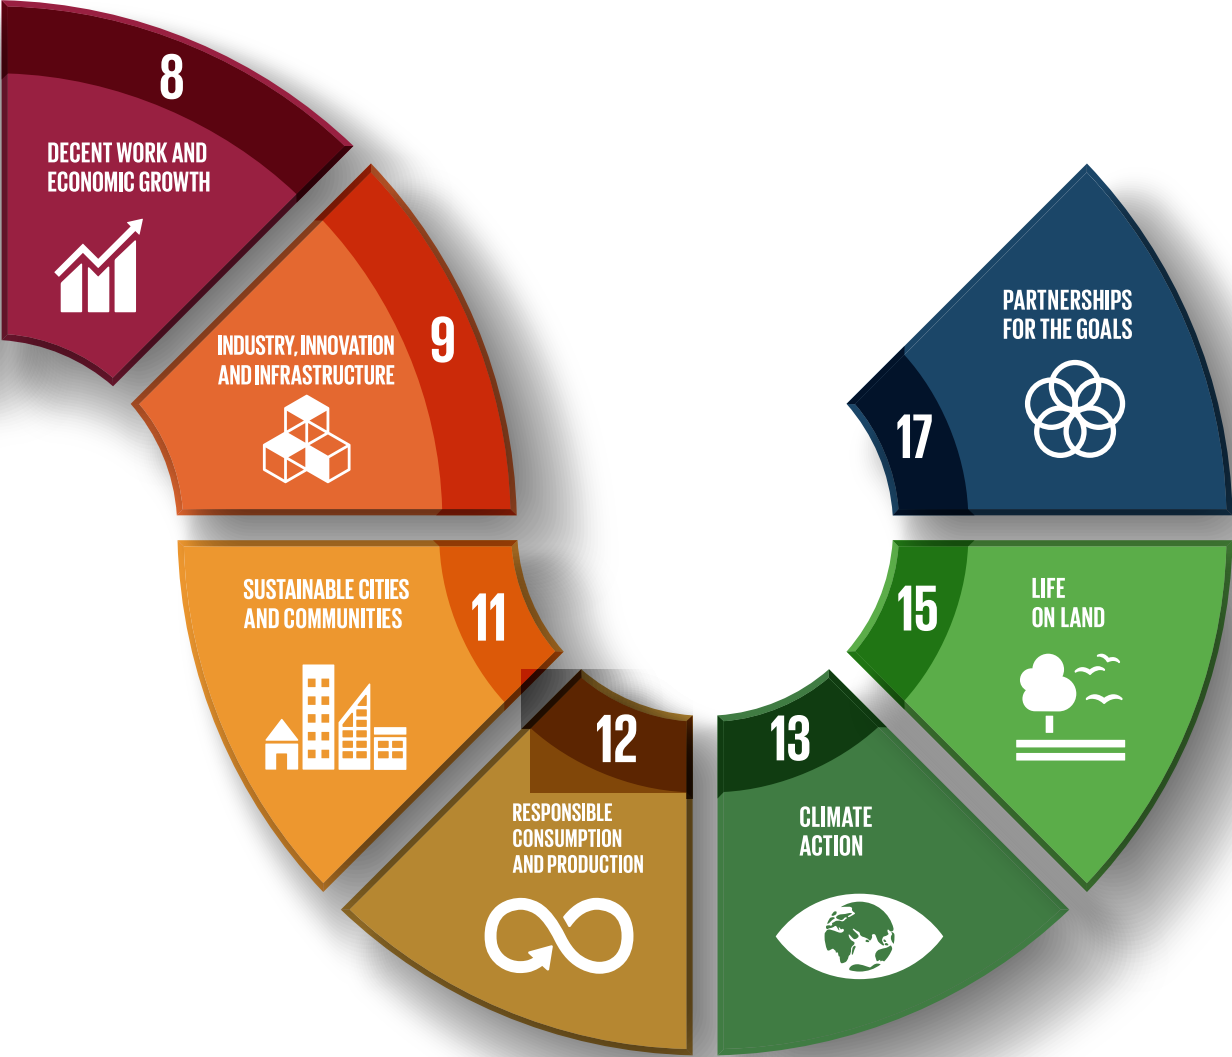 8
DECENT WORK AND
ECONOMIC GROWTH
9
INDUSTRY, INNOVATION
AND INFRASTRUCTURE
11
SUSTAINABLE CITIES
AND COMMUNITIES
12
RESPONSIBLE
CONSUMPTION
AND PRODUCTION
13
CLIMATE
ACTION
15
LIFE
ON LAND
17
PARTNERSHIPS
FOR THE GOALS